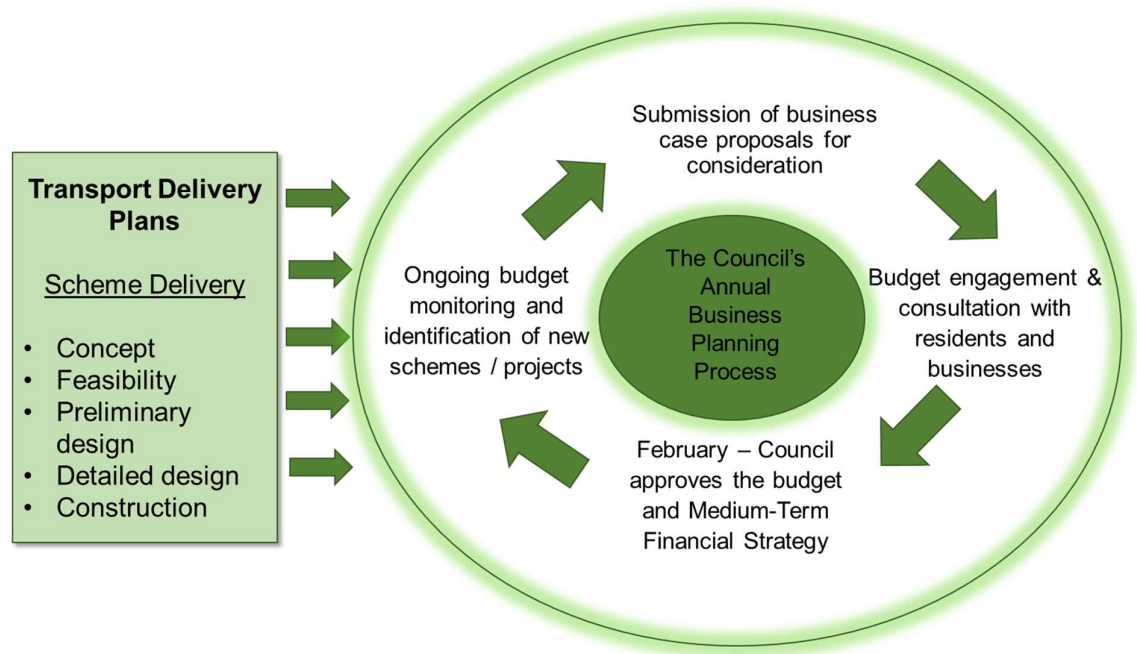 Transport Delivery
Plans
Scheme Delivery
• Concept
• Feasibility
• Preliminary
design
• Detailed design
• Construction
Submission of business
case proposals for
consideration
Budget engagement &
consultation with
residents and
businesses
February – Council
approves the budget
and Medium-Term
Financial Strategy
Ongoing budget
monitoring and
identification of new
schemes / projects
The Council’s
Annual
Business
Planning
Process